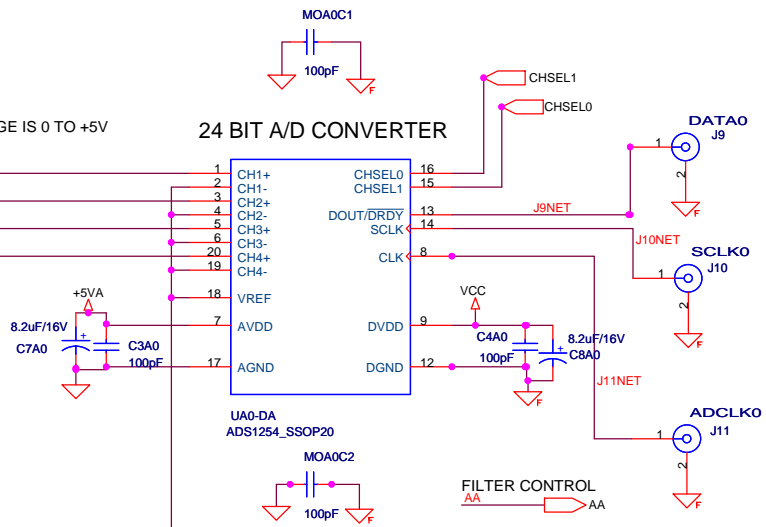 MOA0C1
100pF
F
CHSEL1
CHSEL0
GE IS 0 TO +5V
24 BIT A/D CONVERTER
DATA0
J9
1
2
F
1 CH1+
2 CH1-
3 CH2+
4 CH2-
5 CH3+
6 CH3-
20 CH4+
19 CH4-
18 VREF
7 AVDD
17 AGND
CHSEL0 16
CHSEL1 15
DOUT/DRDY 13
SCLK 14
CLK 8
DVDD 9
DGND 12
J9NET
J10NET
SCLK0
J10
1
2
F
+5VA
8.2uF/16V
+
C7A0
C3A0
100pF
VCC
C4A0
100pF
8.2uF/16V
+
C8A0
F
J11NET
ADCLK0
J11
1
2
F
UA0-DA
ADS1254_SSOP20
MOA0C2
100pF
F
FILTER CONTROL
AA
AA